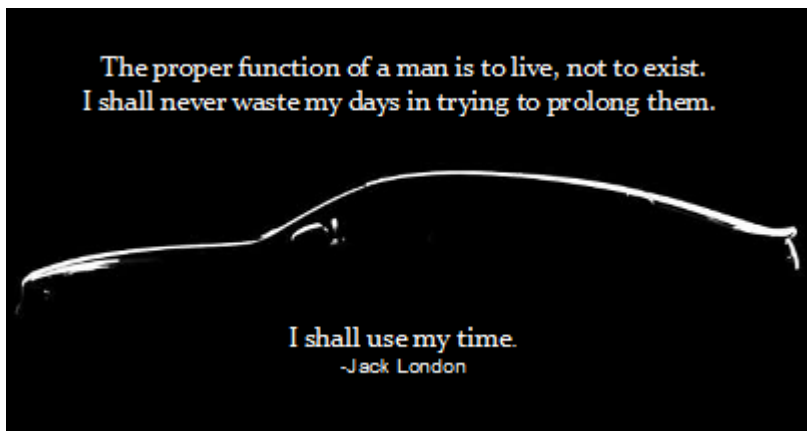 The proper function of a man is to live, not to exist.
I shall never waste my days in trying to prolong them.
I shall use my time.
-Jack London